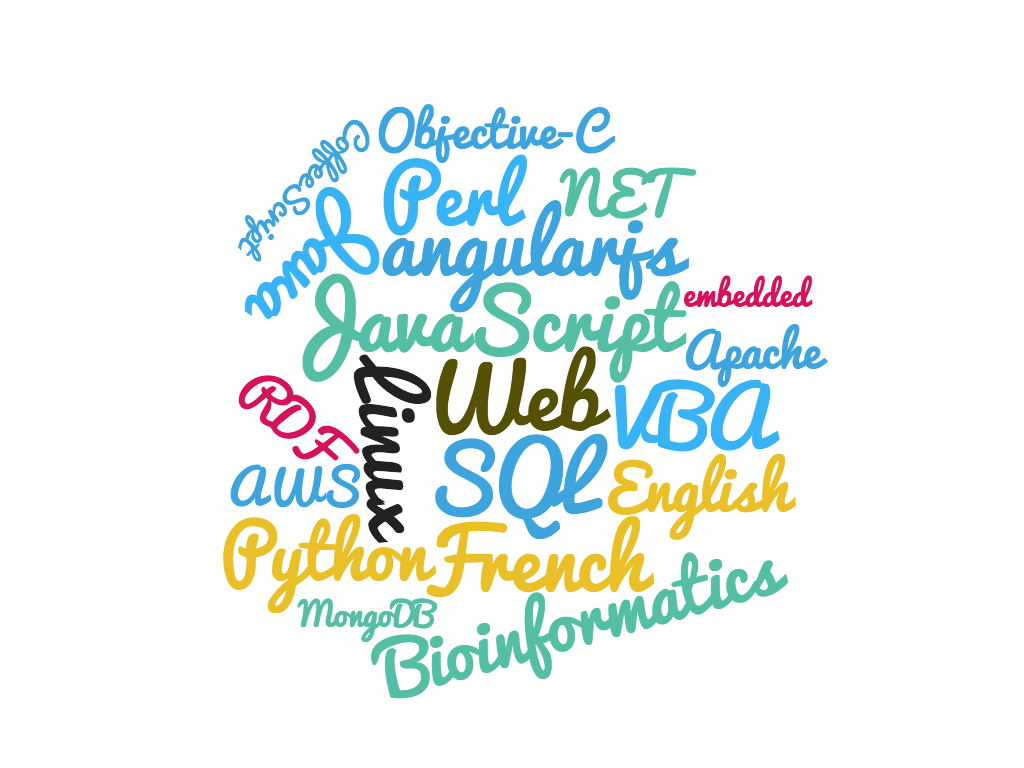 Objective-C
CoffeeScript
Perl
NET
Java
angularjs
JavaScript
embedded
Apache
linux
Web
VBA
RDF
SQL
English
AWS
Python
French
MongoDB
Bioinformatics